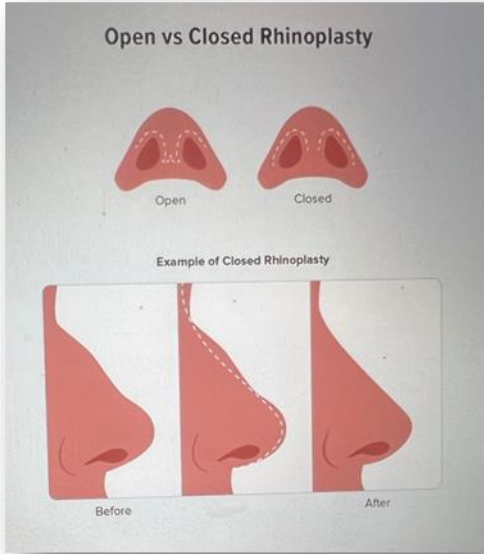 Open vs Closed Rhinoplasty
Open
Closed
Example of Closed Rhinoplasty
Before
After